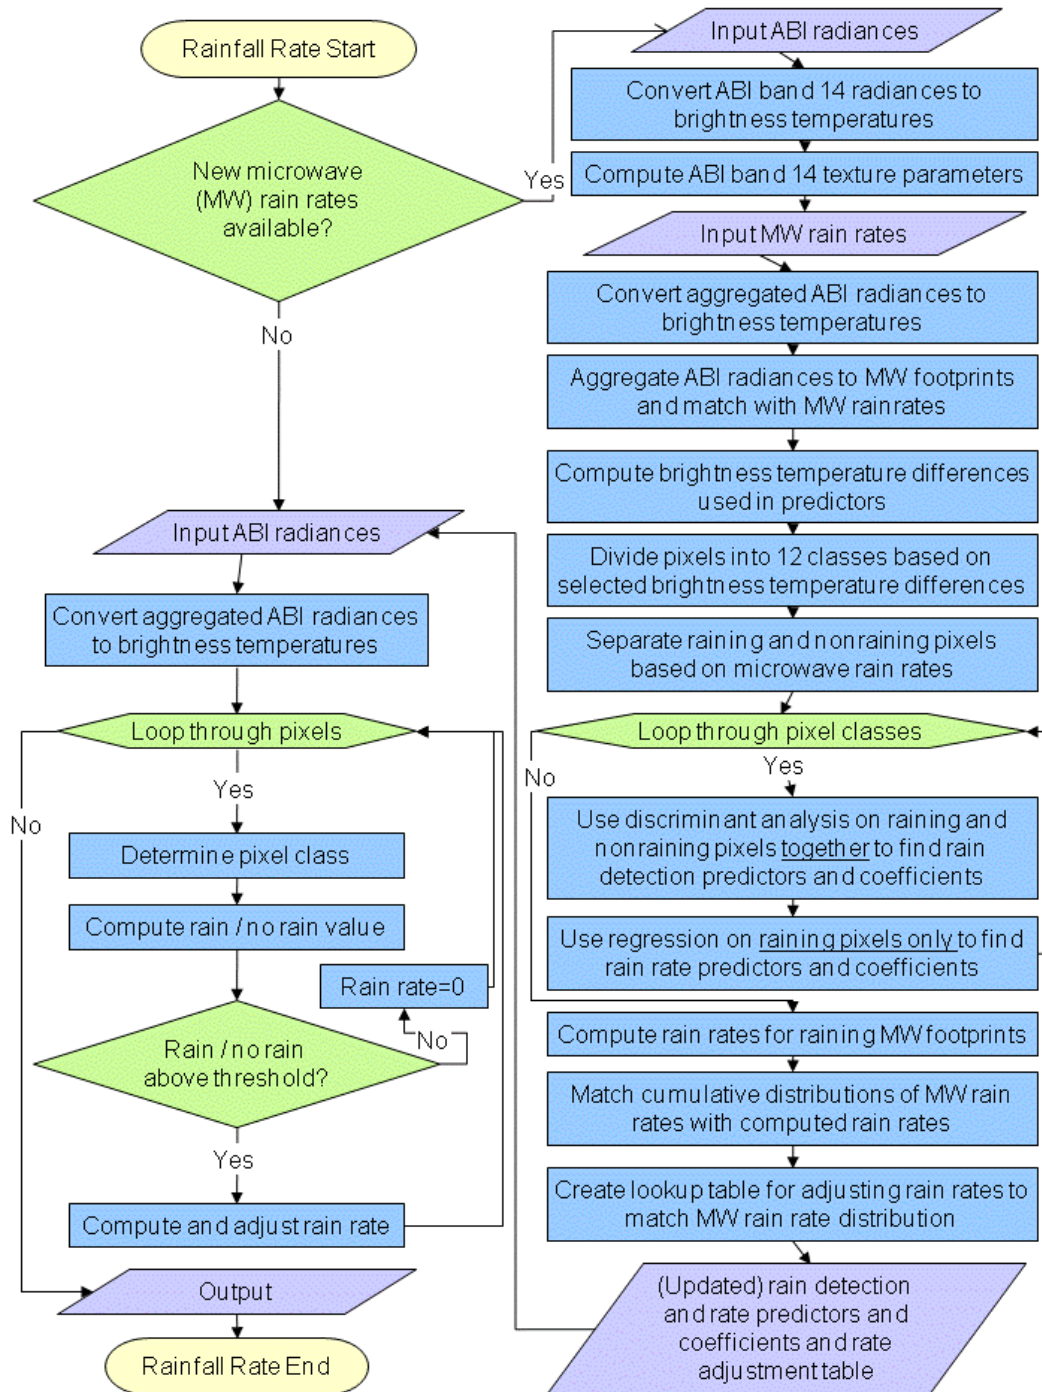 Rainfall Rate Start
New microwave
(MW) rain rates
available?
Yes
No
Input ABI radiances
Convert ABI band 14 radiances to
brightness temperatures
Compute ABI band 14 texture parameters
Input MW rain rates
Convert aggregated ABI radiances to
brightness temperatures
Aggregate ABI radiances to MW footprints
and match with MW rain rates
Compute brightness temperature differences
used in predictors
Divide pixels into 12 classes based on
selected brightness temperature differences
Separate raining and nonraining pixels
based on microwave rain rates
Loop through pixel classes
No
Yes
Use discriminant analysis on raining and
nonraining pixels together to find rain
detection predictors and coefficients
Use regression on raining pixels only to find
rain rate predictors and coefficients
Compute rain rates for raining MW footprints
Match cumulative distributions of MW rain
rates with computed rain rates
Create lookup table for adjusting rain rates to
match MW rain rate distribution
(Updated) rain detection
and rate predictors and
coefficients and rate
adjustment table
Input ABI radiances
Convert aggregated ABI radiances
to brightness temperatures
Loop through pixels
Yes
No
Determine pixel class
Compute rain / no rain value
Rain rate=0
No
Rain / no rain
above threshold?
Yes
Compute and adjust rain rate
Output
Rainfall Rate End